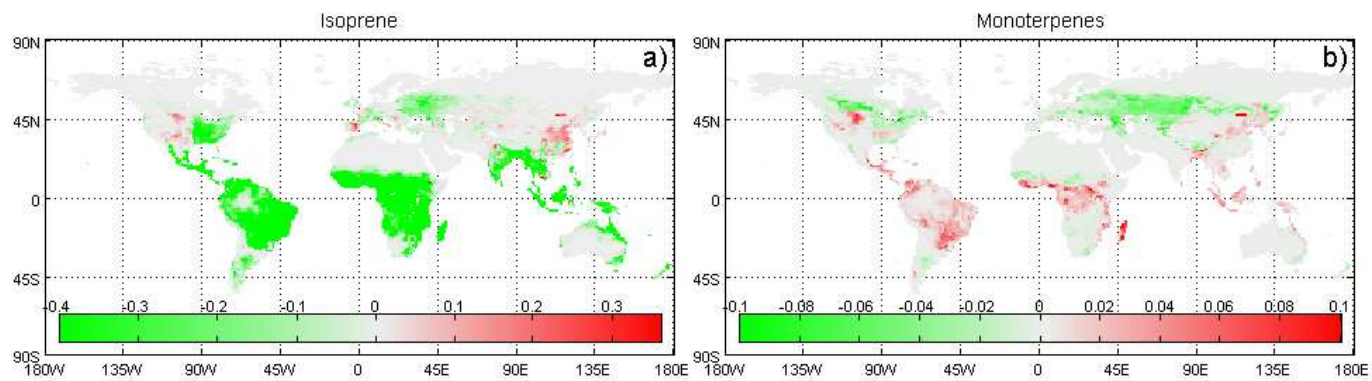 Isoprene
Monoterpenes
90N
a)
45N
0
45S
-0.4 -0.3 -0.2 -0.1 0 0.1 0.2 0.3
90S
180W 135W 90W 45W 0 45E 90E 135E 180E
90N
b)
45N
0
45S
-0.1 -0.08 -0.06 -0.04 -0.02 0 0.02 0.04 0.06 0.08 0.1
90S
180W 135W 90W 45W 0 45E 90E 135E 180E